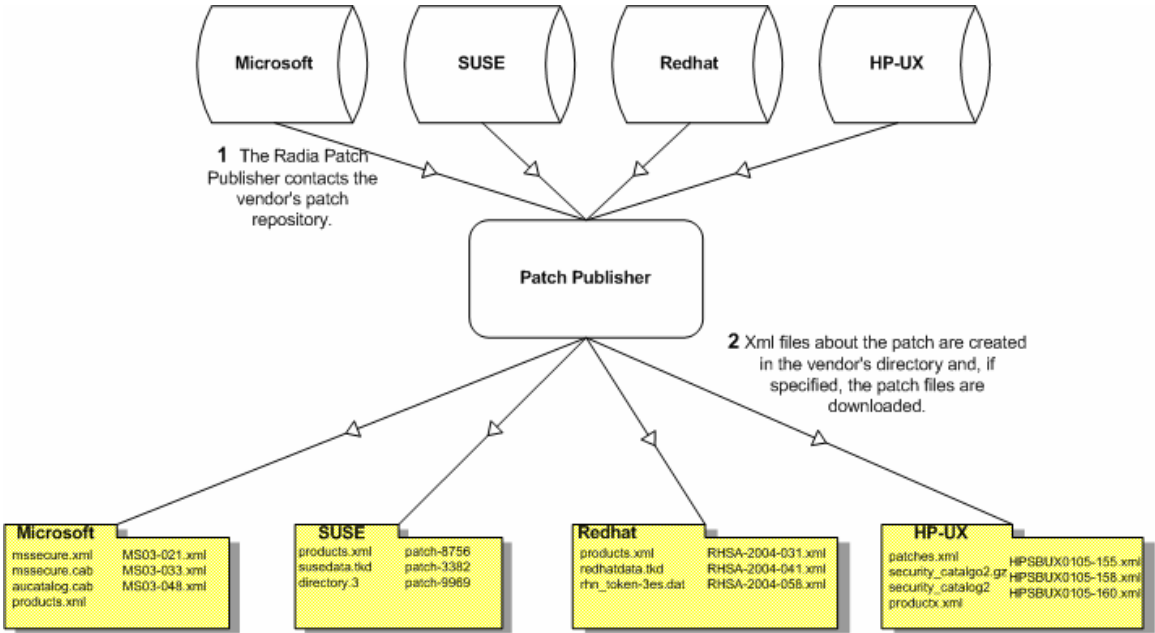 Microsoft
SUSE
Redhat
HP-UX
1 The Radia Patch
Publisher contacts the
vendor's patch
repository.
Patch Publisher
2 Xml files about the patch are created
in the vendor's directory and, if
specified, the patch files are
downloaded.
Microsoft
mssecure.xml MS03-021.xml
mssecure.cab MS03-033.xml
aucatalog.cab MS03-048.xml
products.xml
SUSE
products.xml patch-8756
susedata.tkd patch-3382
directory.3 patch-9969
Redhat
products.xml RHSA-2004-031.xml
redhatdata.tkd RHSA-2004-041.xml
rhn_token-3es.dat RHSA-2004-058.xml
HP-UX
patches.xml HPSBUX0105-155.xml
security_catalgo2.gz HPSBUX0105-158.xml
security_catalog2 HPSBUX0105-160.xml
productx.xml